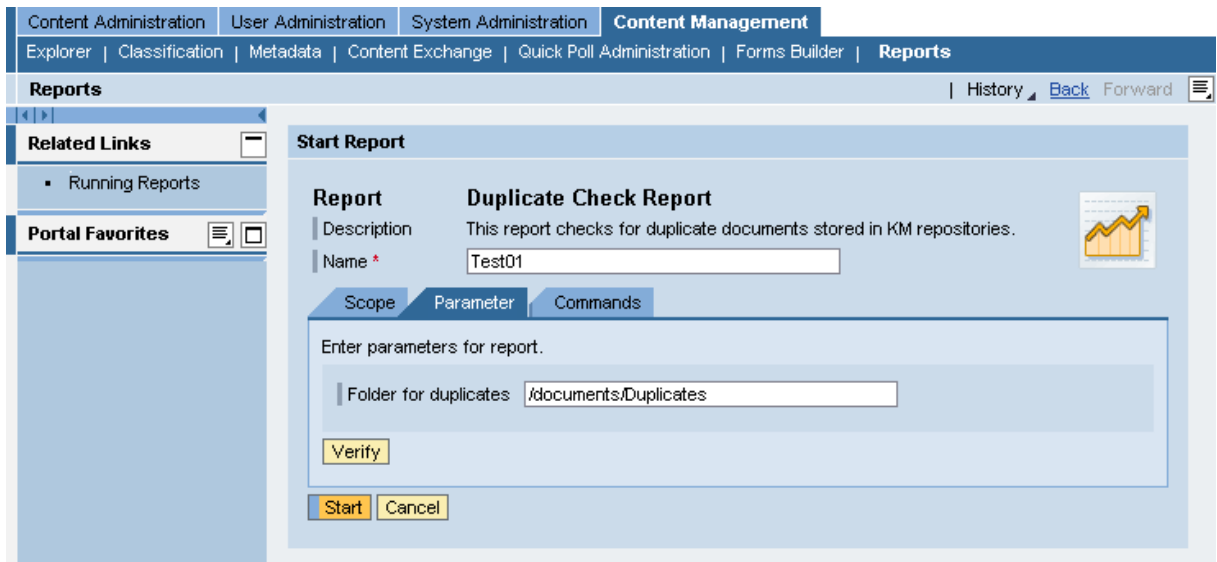 Content Administration User Administration System Administration Content Management
Explorer | Classification | Metadata | Content Exchange | Quick Poll Administration | Forms Builder | Reports
Reports | History Back Forward
Related Links
Running Reports
Portal Favorites
Start Report
Report Duplicate Check Report
Description This report checks for duplicate documents stored in KM repositories.
Name * Test01
Scope Parameter Commands
Enter parameters for report.
Folder for duplicates /documents/Duplicates
Verify
Start Cancel